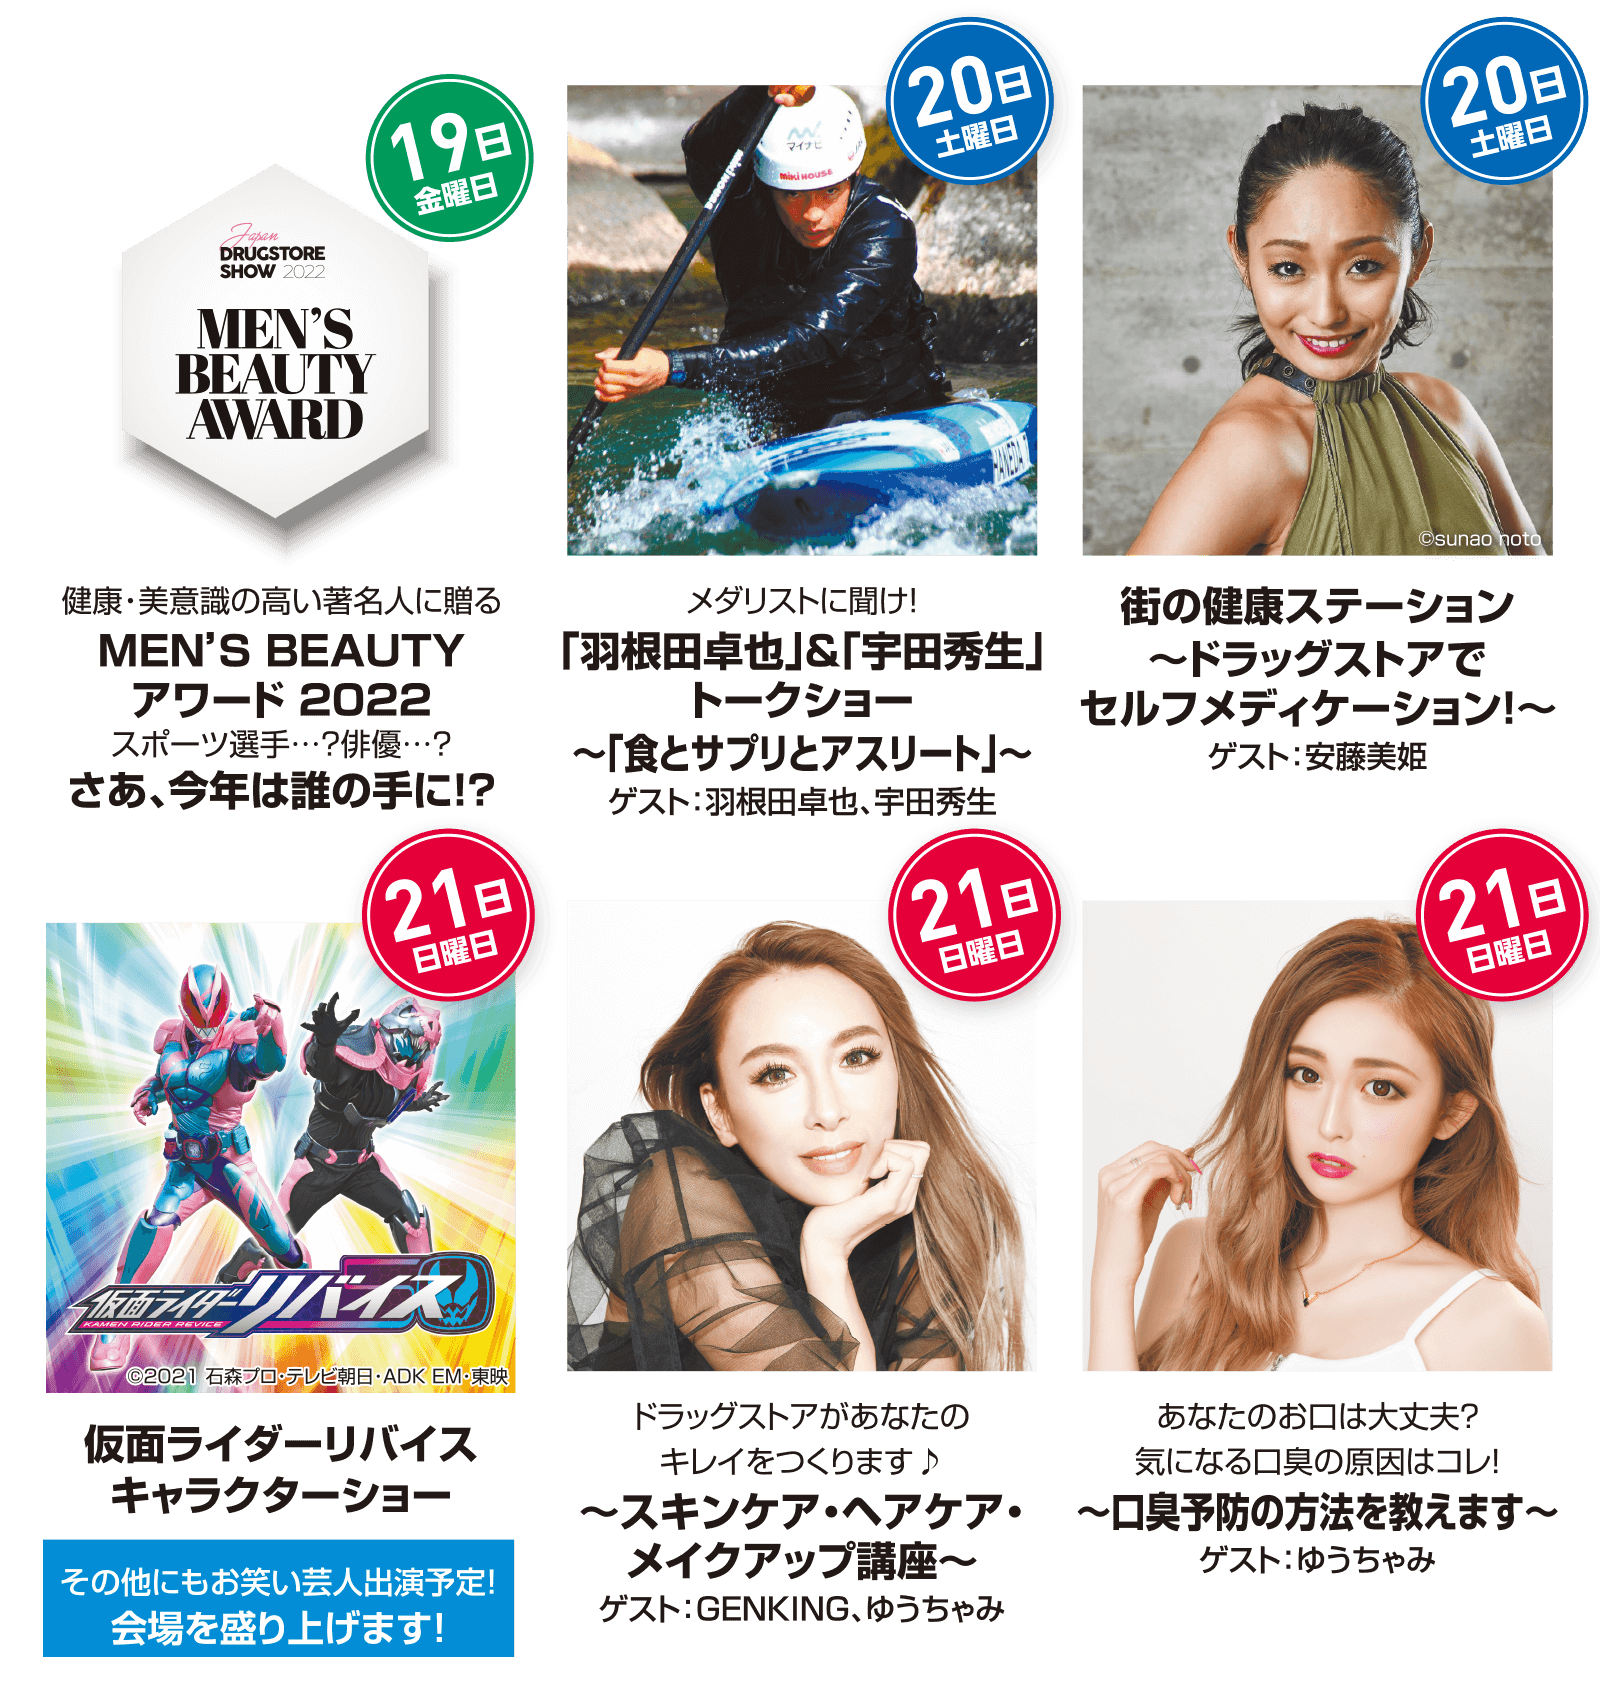 19日
金曜日
Japan
DRUGSTORE
SHOW 2022
MEN'S
BEAUTY
AWARD
健康・美意識の高い著名人に贈る
MEN'S BEAUTY
アワード 2022
スポーツ選手…?俳優…?
さあ、今年は誰の手に!?
20日
土曜日
マイナビ
miki HOUSE
mikihouse
HANEDA T
メダリストに聞け!
「羽根田卓也」&「宇田秀生」
トークショー
～「食とサプリとアスリート」～
ゲスト：羽根田卓也、宇田秀生
20日
土曜日
©sunao noto
街の健康ステーション
～ドラッグストアで
セルフメディケーション!～
ゲスト：安藤美姫
21日
日曜日
仮面ライダーリバイス
KAMEN RIDER REVICE
©2021 石森プロ・テレビ朝日・ADK EM・東映
仮面ライダーリバイス
キャラクターショー
その他にもお笑い芸人出演予定!
会場を盛り上げます!
21日
日曜日
ドラッグストアがあなたの
キレイをつくります♪
～スキンケア・ヘアケア・
メイクアップ講座～
ゲスト：GENKING、ゆうちゃみ
21日
日曜日
あなたのお口は大丈夫?
気になる口臭の原因はコレ!
～口臭予防の方法を教えます～
ゲスト：ゆうちゃみ